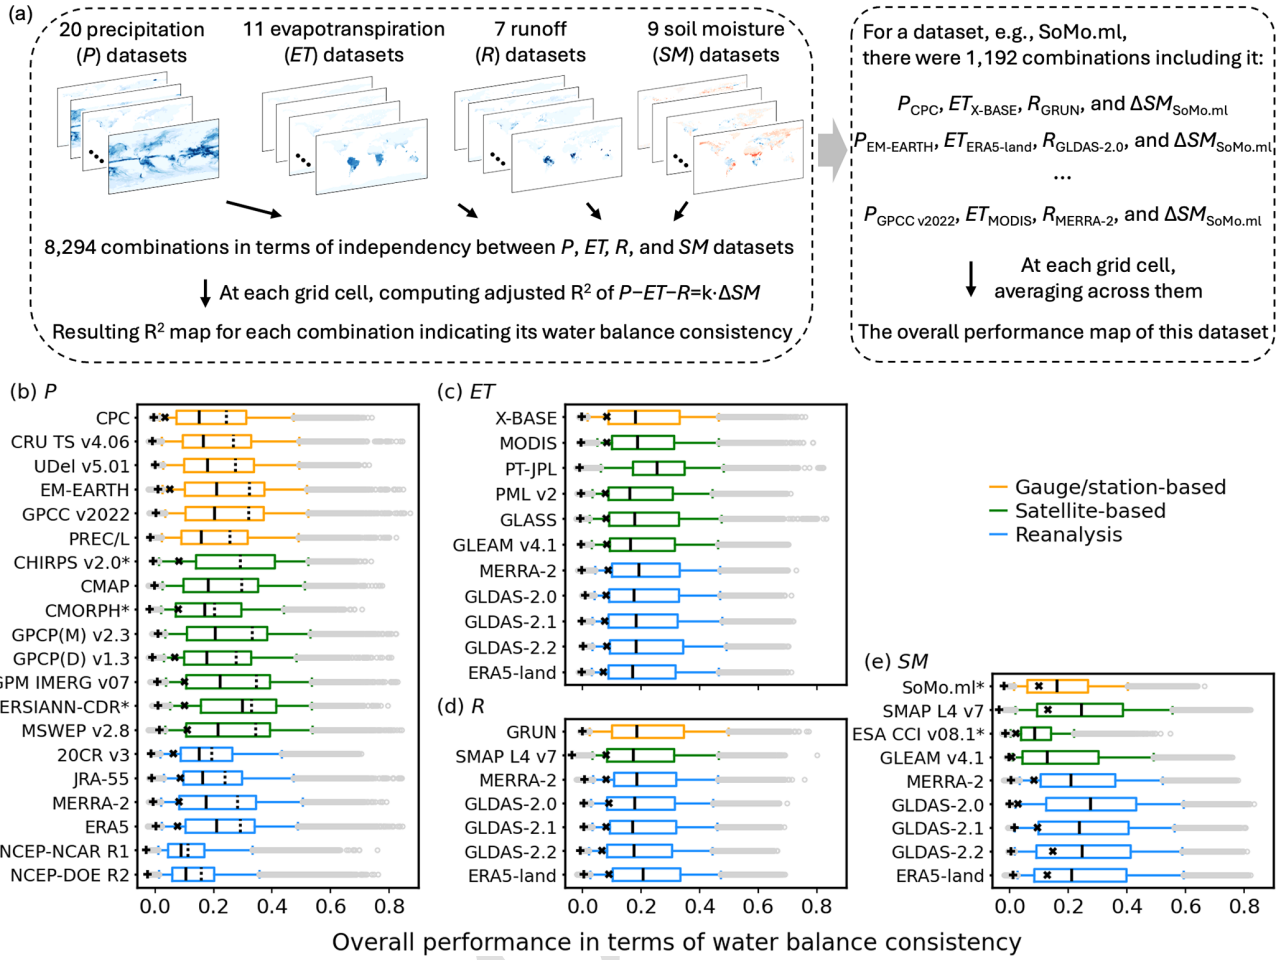 (a)
20 precipitation
(P) datasets
11 evapotranspiration
(ET) datasets
7 runoff
(R) datasets
9 soil moisture
(SM) datasets
8,294 combinations in terms of independency between P, ET, R, and SM datasets
At each grid cell, computing adjusted R² of P−ET−R=k·ΔSM
Resulting R² map for each combination indicating its water balance consistency
For a dataset, e.g., SoMo.ml,
there were 1,192 combinations including it:
P_CPC, ET_X-BASE, R_GRUN, and ΔSM_SoMo.ml
P_EM-EARTH, ET_ERA5-land, R_GLDAS-2.0, and ΔSM_SoMo.ml
...
P_GPCC v2022, ET_MODIS, R_MERRA-2, and ΔSM_SoMo.ml
At each grid cell,
averaging across them
The overall performance map of this dataset
(b) P
CPC
CRU TS v4.06
UDel v5.01
EM-EARTH
GPCC v2022
PREC/L
CHIRPS v2.0*
CMAP
CMORPH*
GPCP(M) v2.3
GPCP(D) v1.3
GPM IMERG v07
ERSIANN-CDR*
MSWEP v2.8
20CR v3
JRA-55
MERRA-2
ERA5
NCEP-NCAR R1
NCEP-DOE R2
0.0 0.2 0.4 0.6 0.8
(c) ET
X-BASE
MODIS
PT-JPL
PML v2
GLASS
GLEAM v4.1
MERRA-2
GLDAS-2.0
GLDAS-2.1
GLDAS-2.2
ERA5-land
(d) R
GRUN
SMAP L4 v7
MERRA-2
GLDAS-2.0
GLDAS-2.1
GLDAS-2.2
ERA5-land
0.0 0.2 0.4 0.6 0.8
Gauge/station-based
Satellite-based
Reanalysis
(e) SM
SoMo.ml*
SMAP L4 v7
ESA CCI v08.1*
GLEAM v4.1
MERRA-2
GLDAS-2.0
GLDAS-2.1
GLDAS-2.2
ERA5-land
0.0 0.2 0.4 0.6 0.8
Overall performance in terms of water balance consistency